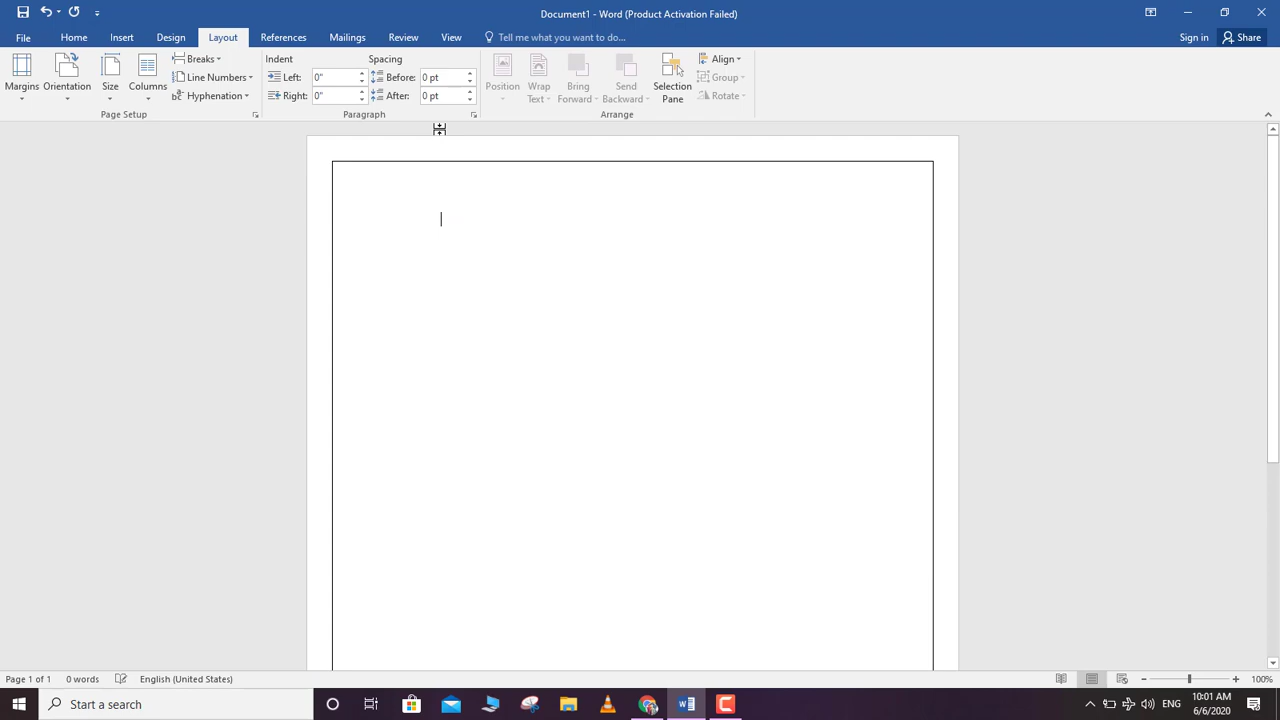 Document1 - Word (Product Activation Failed)
File Home Insert Design Layout References Mailings Review View Tell me what you want to do... Sign in Share
Margins Orientation Size Columns
Breaks
Line Numbers
Hyphenation
Page Setup
Indent Spacing
Left: 0" Before: 0 pt
Right: 0" After: 0 pt
Paragraph
Position Wrap Text Bring Forward Send Backward Selection Pane
Align
Group
Rotate
Arrange
Page 1 of 1 0 words English (United States) 100%
Start a search ENG 10:01 AM
6/6/2020